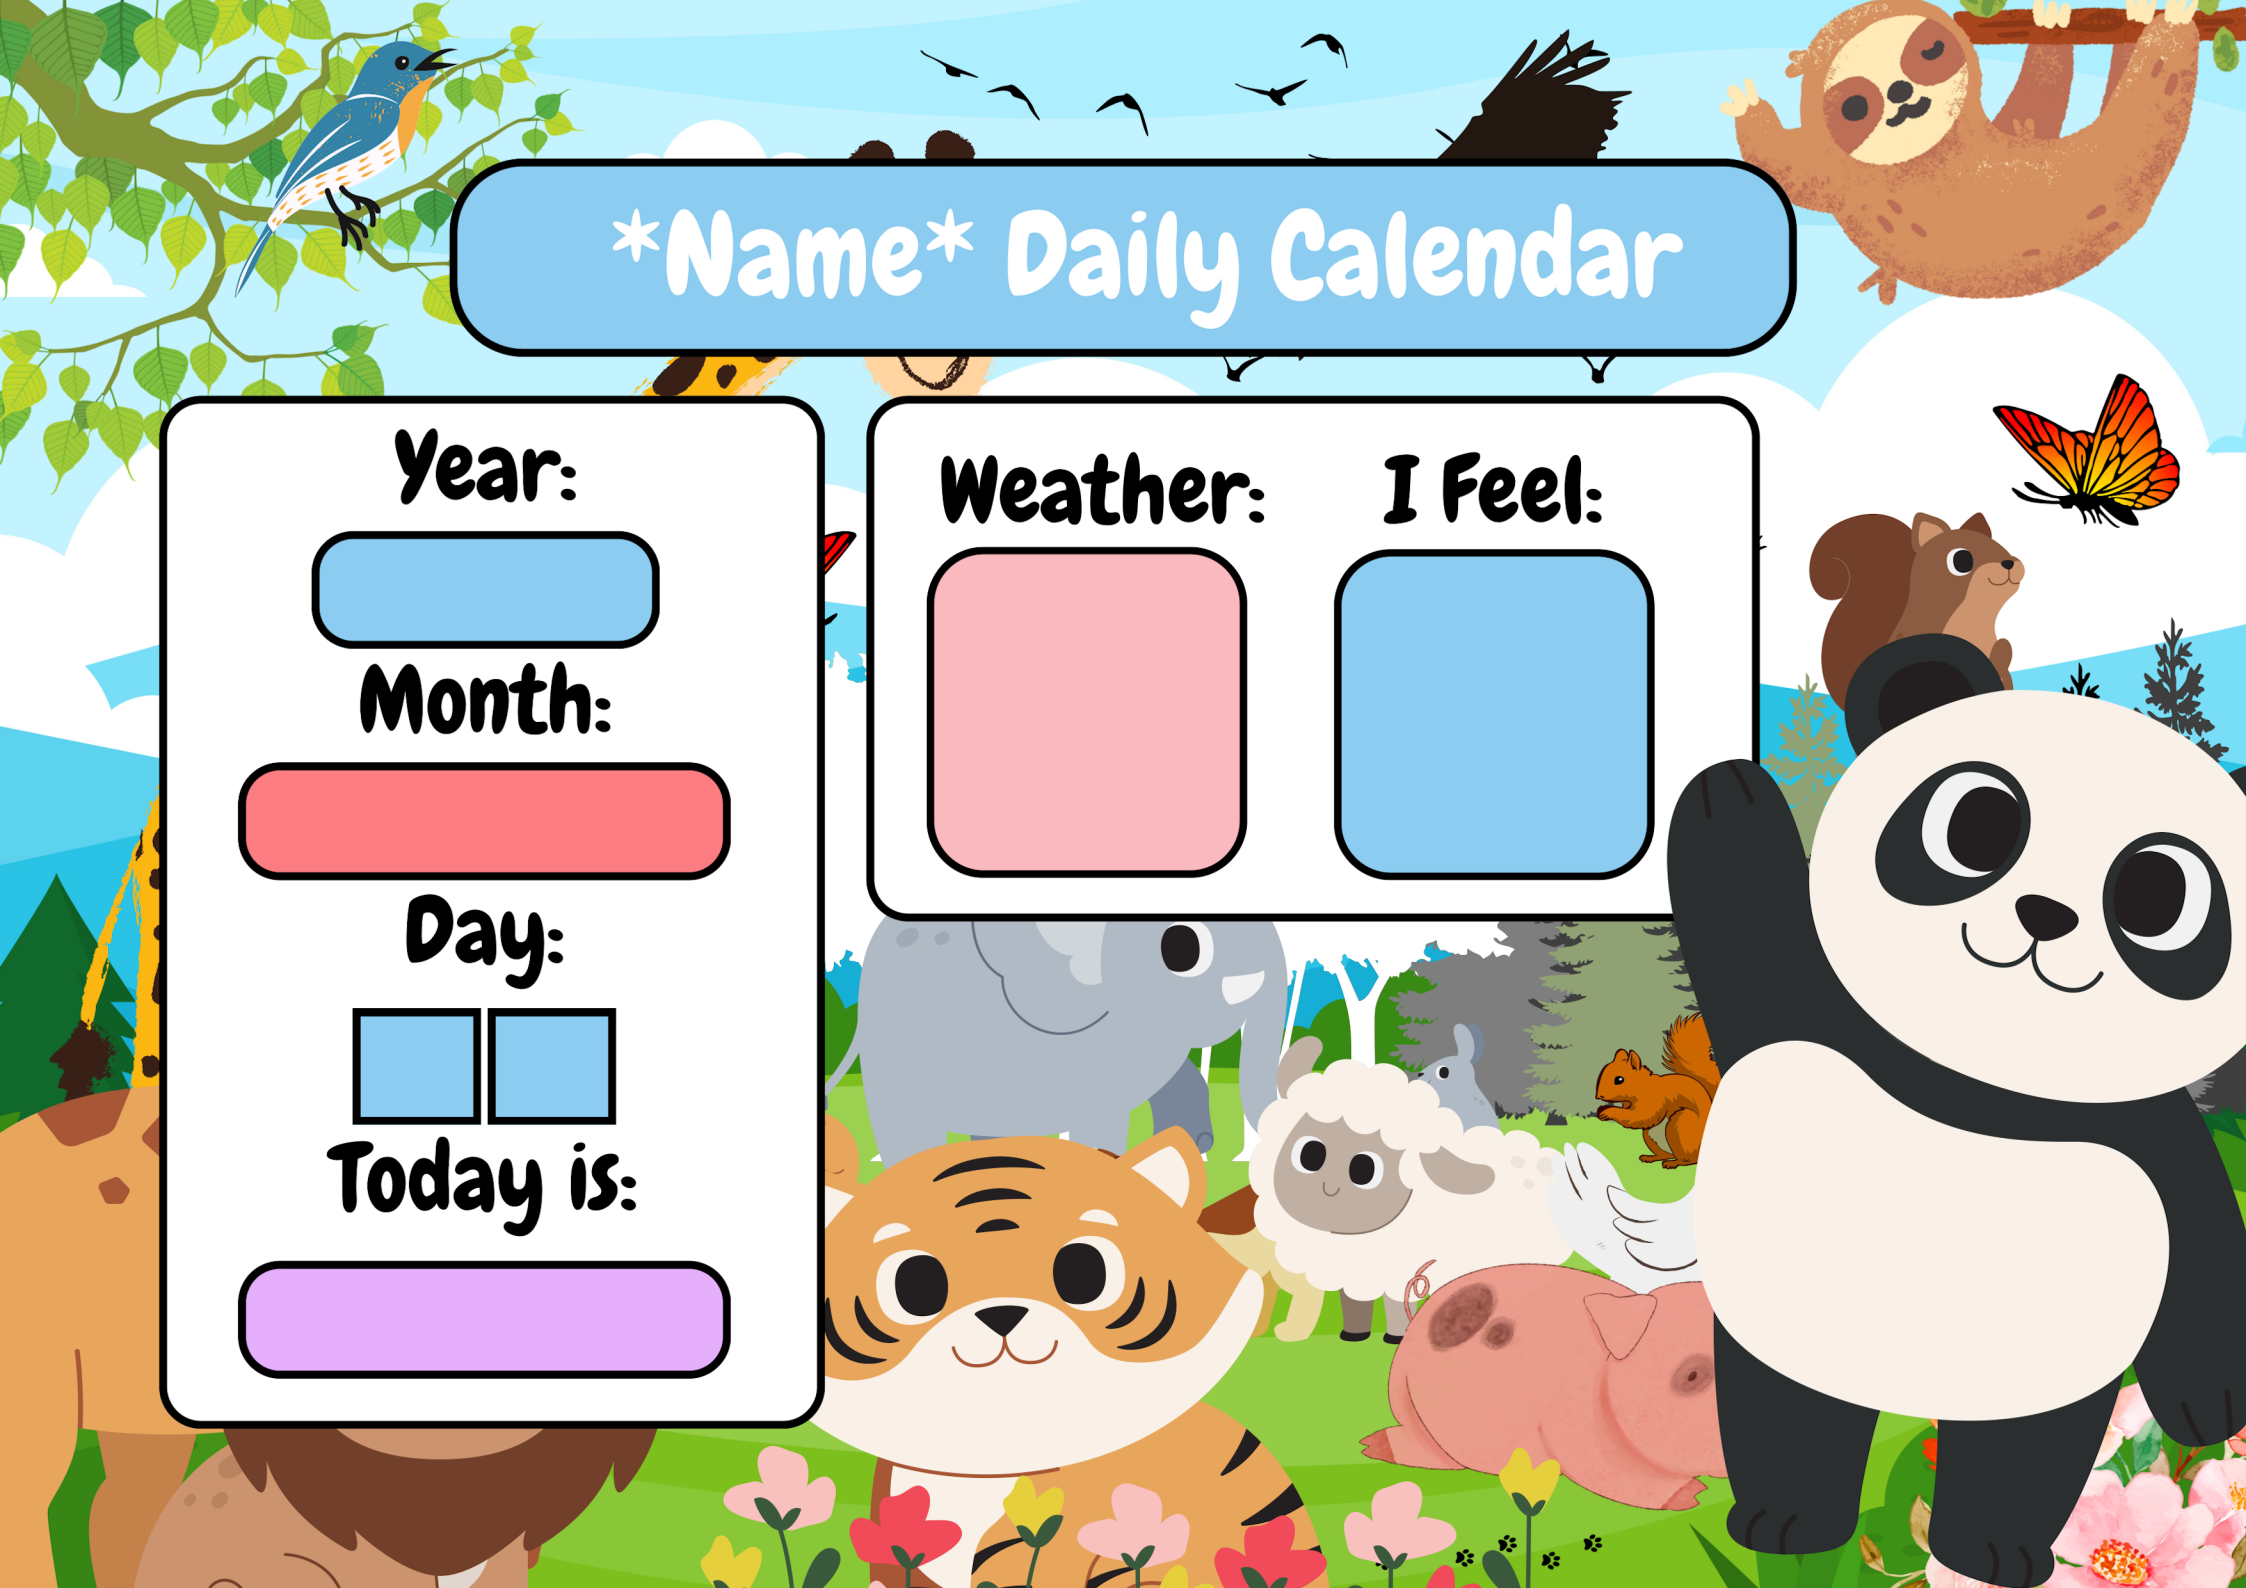 *Name* Daily Calendar
Year:
Month:
Day:
Today is:
Weather:
I Feel: